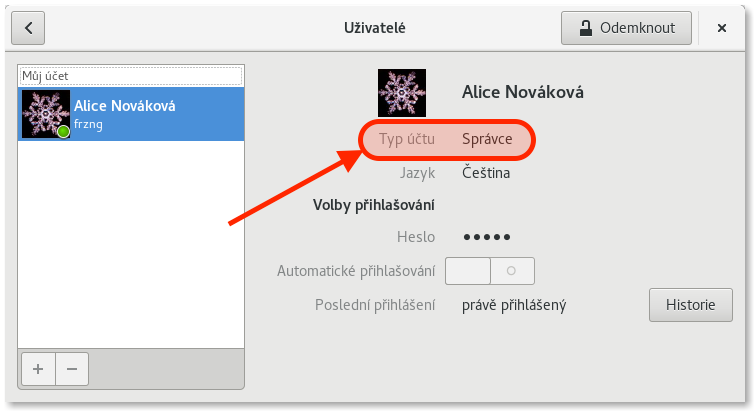 Uživatelé
Odemknout
Můj účet
Alice Nováková
frzng
Alice Nováková
Typ účtu Správce
Jazyk Čeština
Volby přihlašování
Heslo ●●●●●
Automatické přihlašování
Poslední přihlášení právě přihlášený
Historie